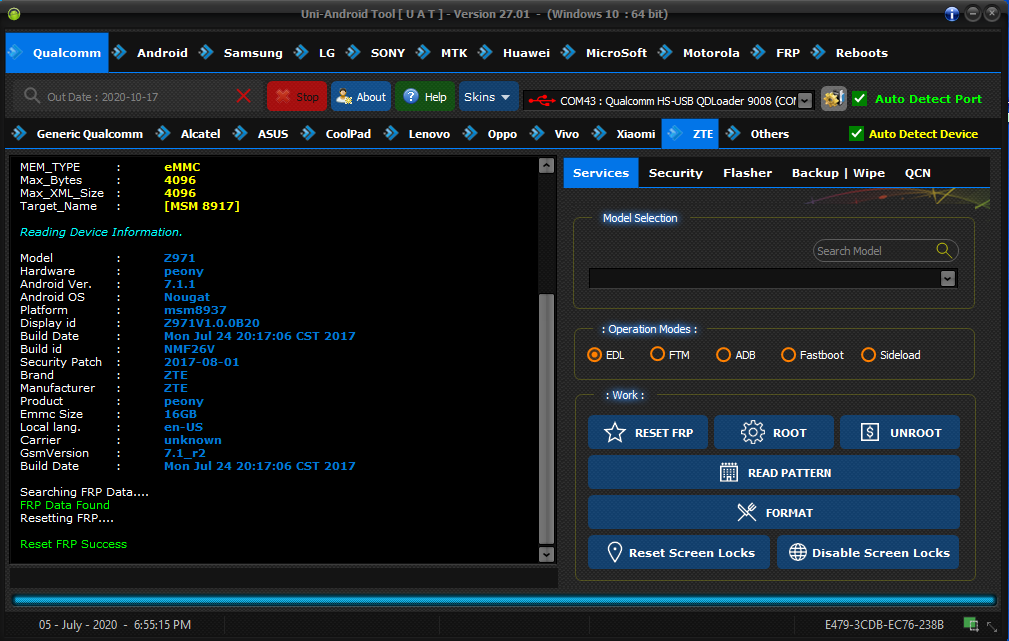 Uni-Android Tool [ U A T ] - Version 27.01 - (Windows 10 : 64 bit)
Qualcomm Android Samsung LG SONY MTK Huawei MicroSoft Motorola FRP Reboots
Out Date : 2020-10-17 Stop About Help Skins COM43 : Qualcomm HS-USB QDLoader 9008 (COM Auto Detect Port
Generic Qualcomm Alcatel ASUS CoolPad Lenovo Oppo Vivo Xiaomi ZTE Others Auto Detect Device
MEM_TYPE : eMMC
Max_Bytes : 4096
Max_XML_Size : 4096
Target_Name : [MSM 8917]
Reading Device Information.
Model : Z971
Hardware : peony
Android Ver. : 7.1.1
Android OS : Nougat
Platform : msm8937
Display id : Z971V1.0.0B20
Build Date : Mon Jul 24 20:17:06 CST 2017
Build id : NMF26V
Security Patch : 2017-08-01
Brand : ZTE
Manufacturer : ZTE
Product : peony
Emmc Size : 16GB
Local lang. : en-US
Carrier : unknown
GsmVersion : 7.1_r2
Build Date : Mon Jul 24 20:17:06 CST 2017
Searching FRP Data....
FRP Data Found
Resetting FRP....
Reset FRP Success
Services Security Flasher Backup | Wipe QCN
Model Selection
Search Model
: Operation Modes :
EDL FTM ADB Fastboot Sideload
: Work :
RESET FRP ROOT UNROOT
READ PATTERN
FORMAT
Reset Screen Locks Disable Screen Locks
05 - July - 2020 - 6:55:15 PM E479-3CDB-EC76-238B